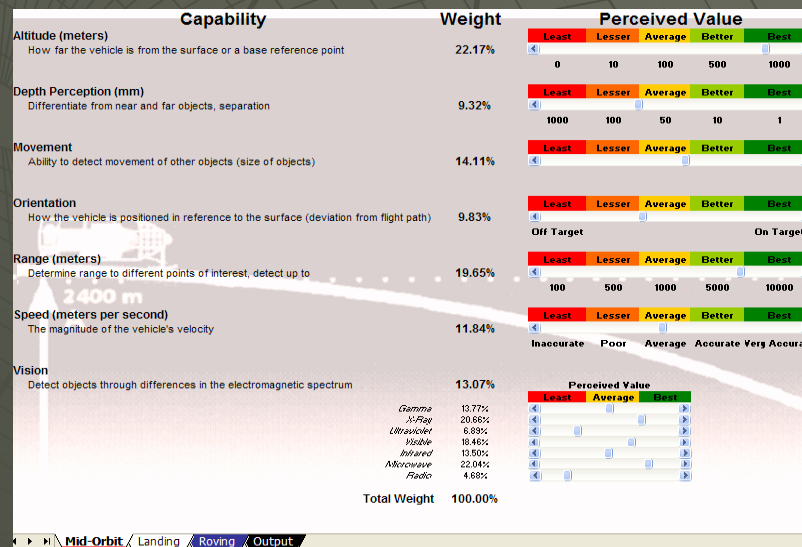 Capability Weight Perceived Value
Altitude (meters)
How far the vehicle is from the surface or a base reference point
22.17%
Least Lesser Average Better Best
0 10 100 500 1000
Depth Perception (mm)
Differentiate from near and far objects, separation
9.32%
Least Lesser Average Better Best
1000 100 50 10 1
Movement
Ability to detect movement of other objects (size of objects)
14.11%
Least Lesser Average Better Best
Orientation
How the vehicle is positioned in reference to the surface (deviation from flight path)
9.83%
Least Lesser Average Better Best
Off Target On Target
Range (meters)
Determine range to different points of interest, detect up to
19.65%
Least Lesser Average Better Best
100 500 1000 5000 10000
2400 m
Speed (meters per second)
The magnitude of the vehicle's velocity
11.84%
Least Lesser Average Better Best
Inaccurate Poor Average Accurate Very Accura
Vision
Detect objects through differences in the electromagnetic spectrum
13.07%
Perceived Value
Least Average Best
Gamma 13.77%
X-Ray 20.66%
Ultraviolet 6.89%
Visible 18.46%
Infrared 13.50%
Microwave 22.04%
Radio 4.68%
Total Weight 100.00%
Mid-Orbit Landing Roving Output